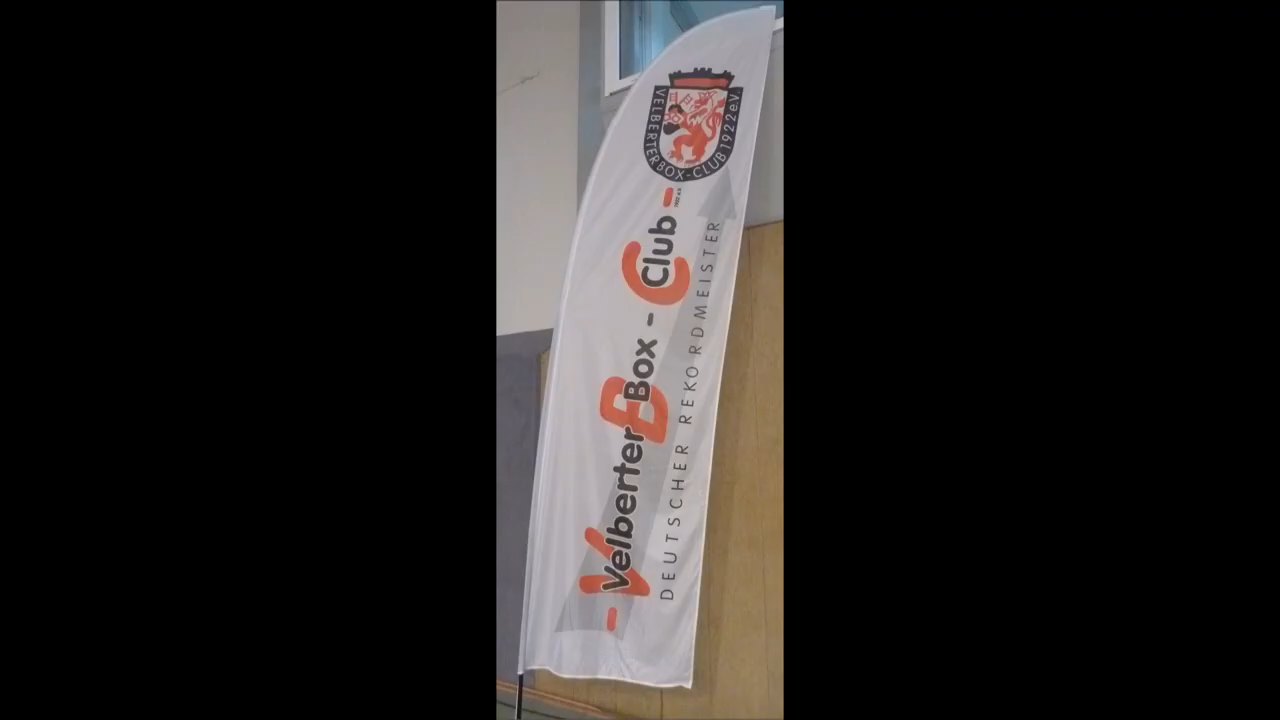 VELBERTER BOX-CLUB 1922 e.V.
- Velberter Box - Club -
DEUTSCHER REKORDMEISTER